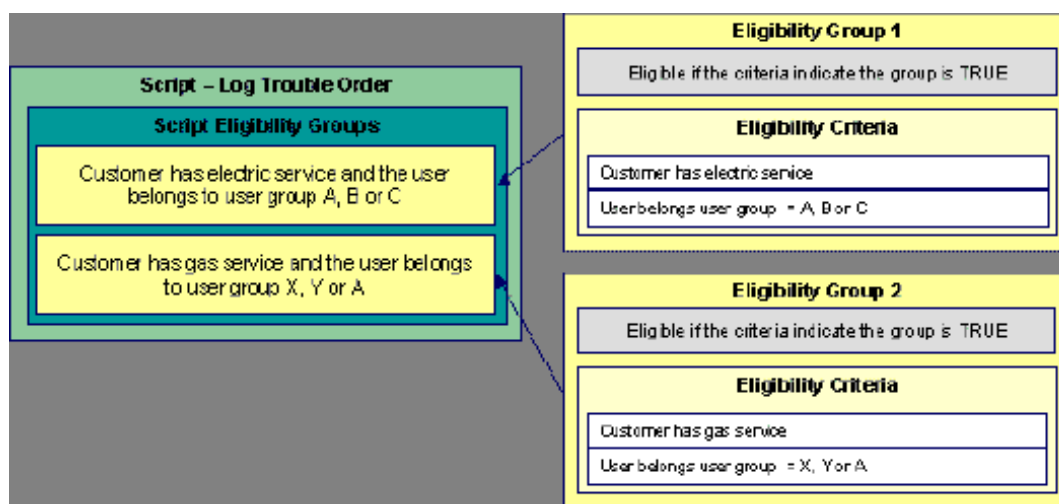 Script – Log Trouble Order
Script Eligibility Groups
Customer has electric service and the user
belongs to user group A, B or C
Customer has gas service and the user belongs
to user group X, Y or A
Eligibility Group 1
Eligible if the criteria indicate the group is TRUE
Eligibility Criteria
Customer has electric service
User belongs user group = A, B or C
Eligibility Group 2
Eligible if the criteria indicate the group is TRUE
Eligibility Criteria
Customer has gas service
User belongs user group = X, Y or A